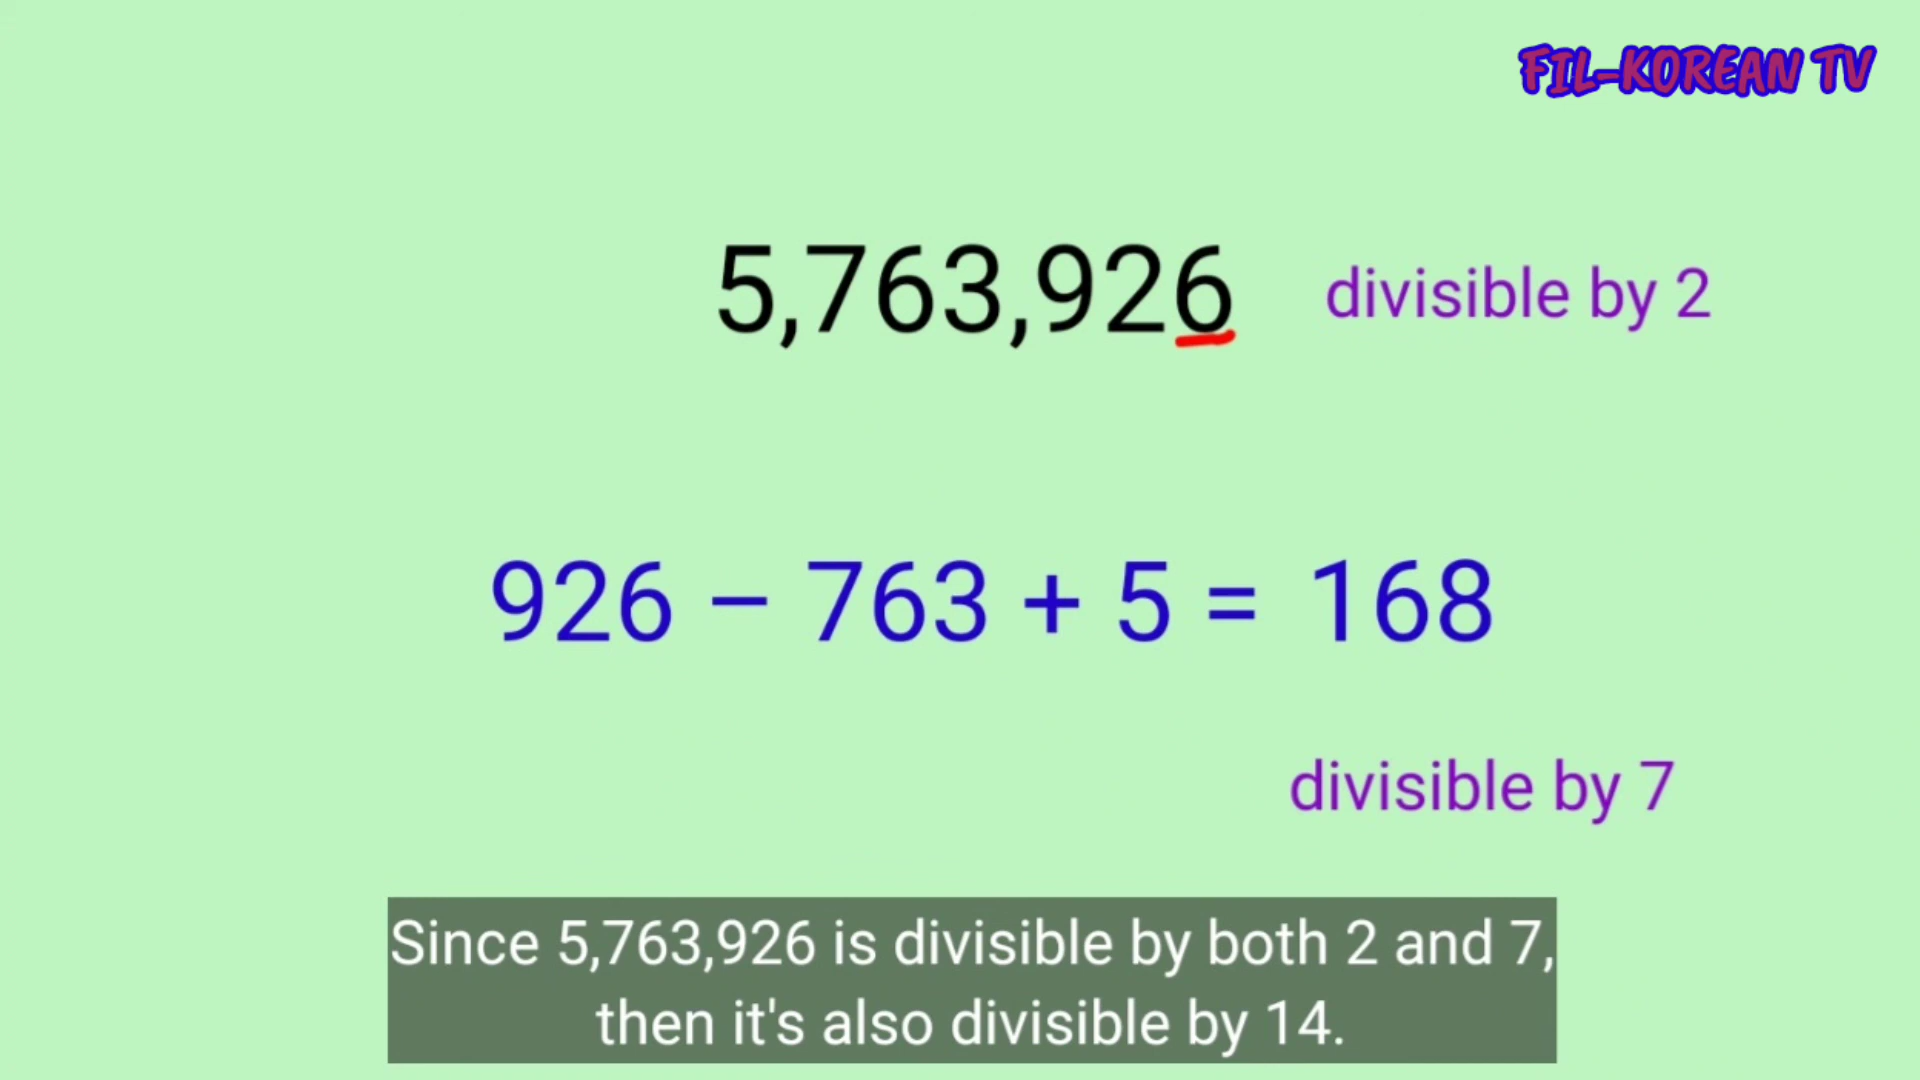 FIL-KOREAN TV
5,763,926 divisible by 2
926 – 763 + 5 = 168
divisible by 7
Since 5,763,926 is divisible by both 2 and 7,
then it's also divisible by 14.